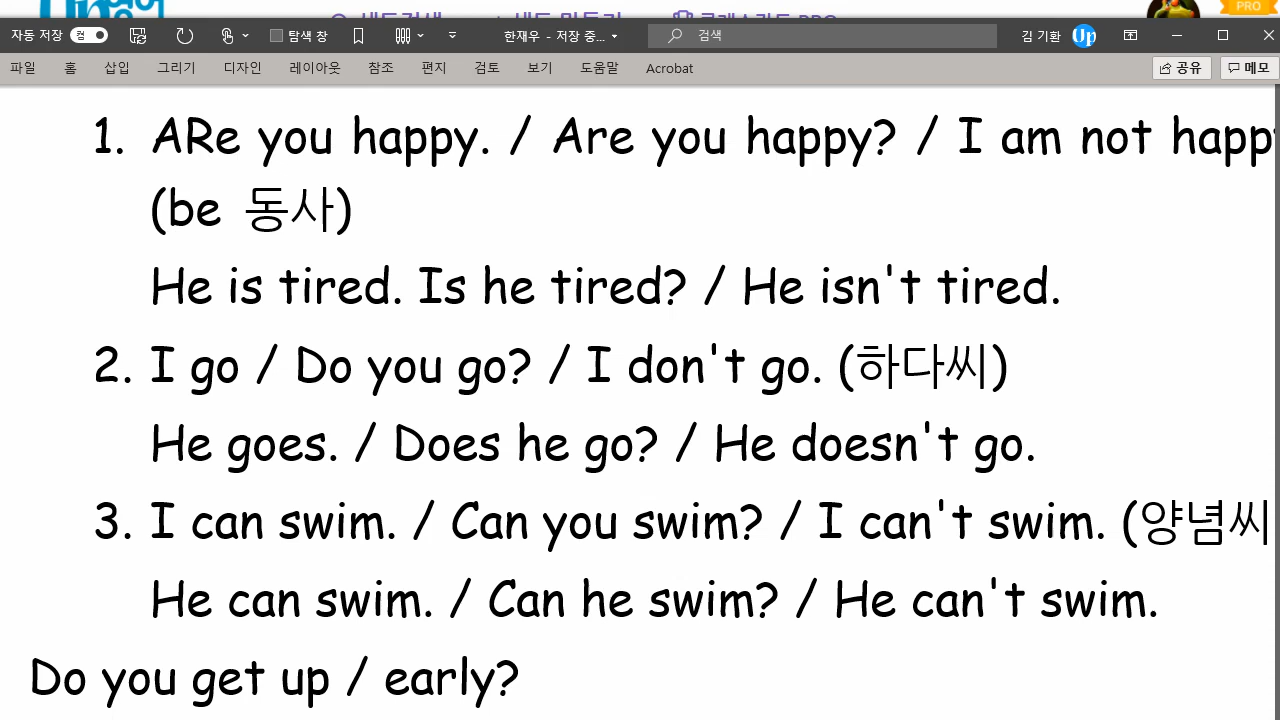 PRO
자동 저장 컴 탐색 창 한재우 - 저장 중... 검색 김 기환 Up
파일 홈 삽입 그리기 디자인 레이아웃 참조 편지 검토 보기 도움말 Acrobat 공유 메모
1. ARe you happy. / Are you happy? / I am not happ
(be 동사)
He is tired. Is he tired? / He isn't tired.
2. I go / Do you go? / I don't go. (하다씨)
He goes. / Does he go? / He doesn't go.
3. I can swim. / Can you swim? / I can't swim. (양념씨
He can swim. / Can he swim? / He can't swim.
Do you get up / early?